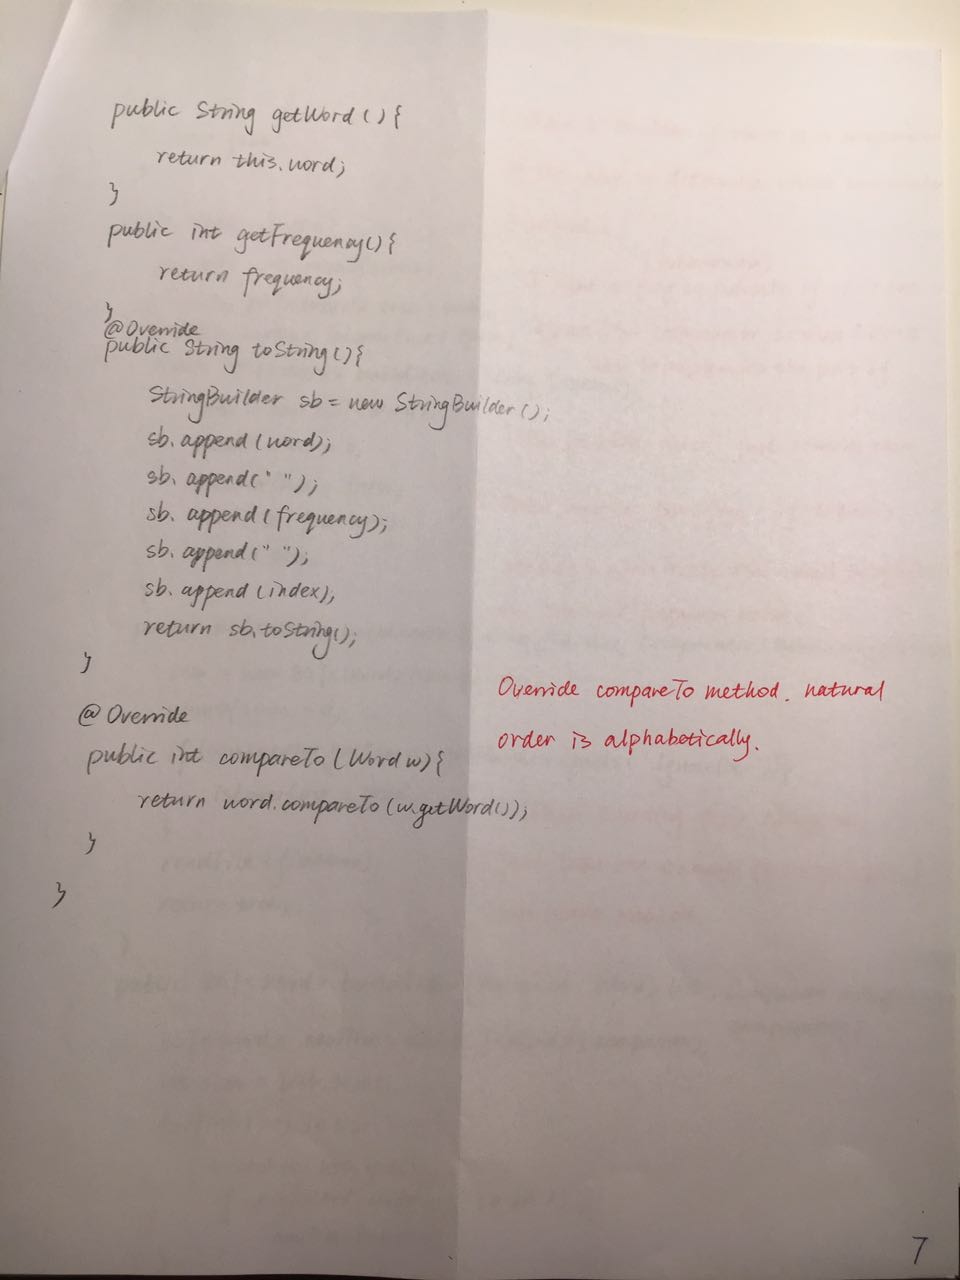 public String getWord(){
return this.word;
}
public int getFrequency(){
return frequency;
}
@Override
public String toString(){
StringBuilder sb = new StringBuilder();
sb.append(word);
sb.append(" ");
sb.append(frequency);
sb.append(" ");
sb.append(index);
return sb.toString();
}
@Override
public int compareTo(Word w){
return word.compareTo(w.getWord());
}
}
Override compareTo method. natural
order is alphabetically.
7